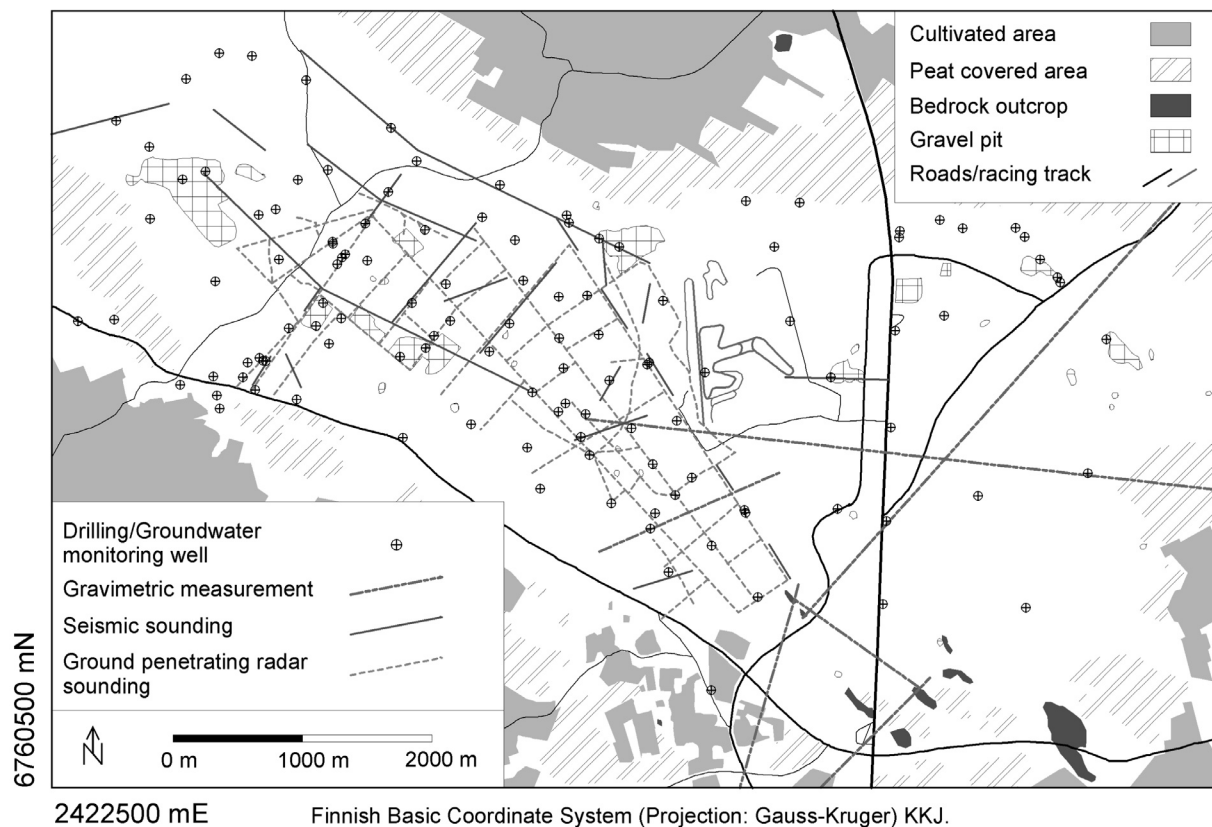 Cultivated area
Peat covered area
Bedrock outcrop
Gravel pit
Roads/racing track
Drilling/Groundwater
monitoring well
Gravimetric measurement
Seismic sounding
Ground penetrating radar
sounding
N
0 m
1000 m
2000 m
6760500 mN
2422500 mE
Finnish Basic Coordinate System (Projection: Gauss-Kruger) KKJ.